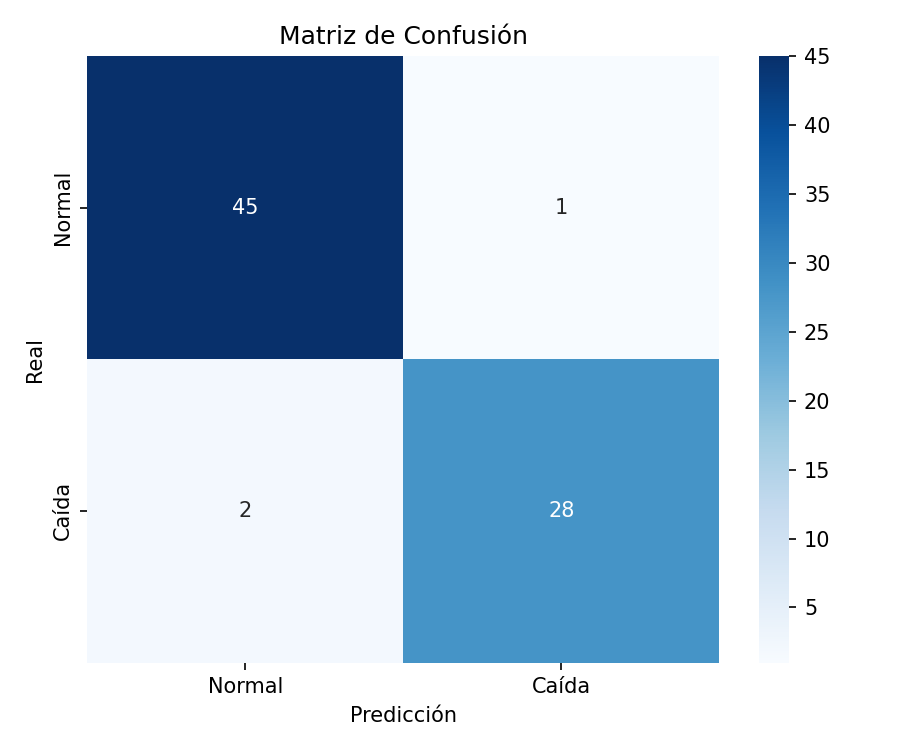 Matriz de Confusión
Real
Normal
45
1
Caída
2
28
Normal
Caída
Predicción
45
40
35
30
25
20
15
10
5